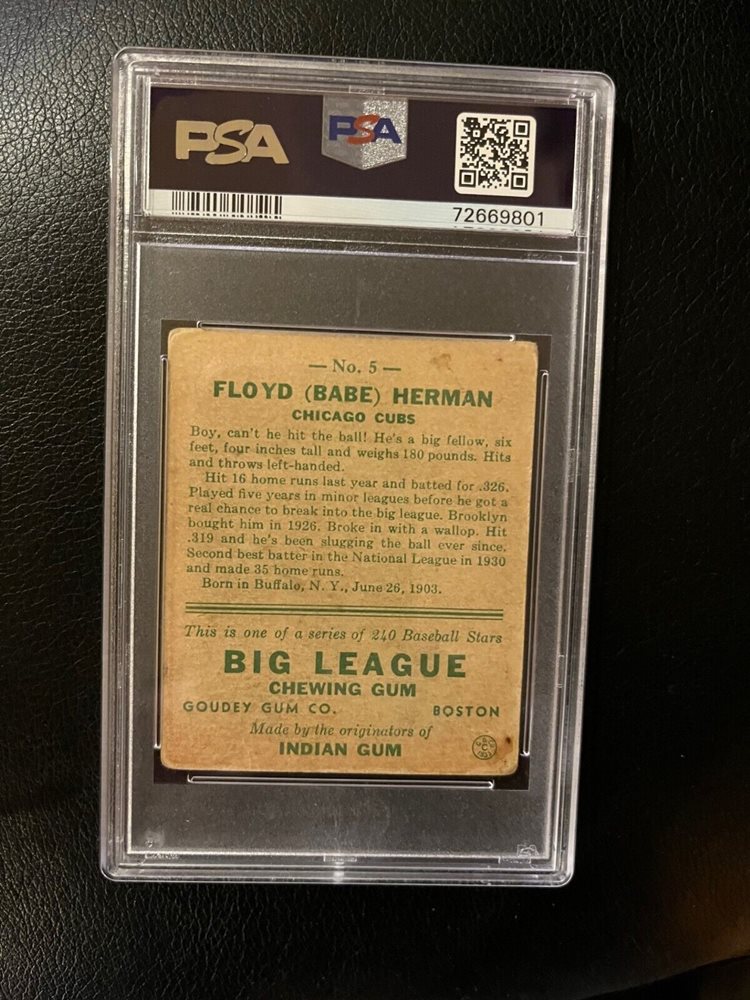 PSA PSA
72669801
— No. 5 —
FLOYD (BABE) HERMAN
CHICAGO CUBS
Boy, can't he hit the ball! He's a big fellow, six
feet, four inches tall and weighs 180 pounds. Hits
and throws left-handed.
Hit 16 home runs last year and batted for .326.
Played five years in minor leagues before he got a
real chance to break into the big league. Brooklyn
bought him in 1926. Broke in with a wallop. Hit
.319 and he's been slugging the ball ever since.
Second best batter in the National League in 1930
and made 35 home runs.
Born in Buffalo, N. Y., June 26, 1903.
This is one of a series of 240 Baseball Stars
BIG LEAGUE
CHEWING GUM
GOUDEY GUM CO. BOSTON
Made by the originators of
INDIAN GUM